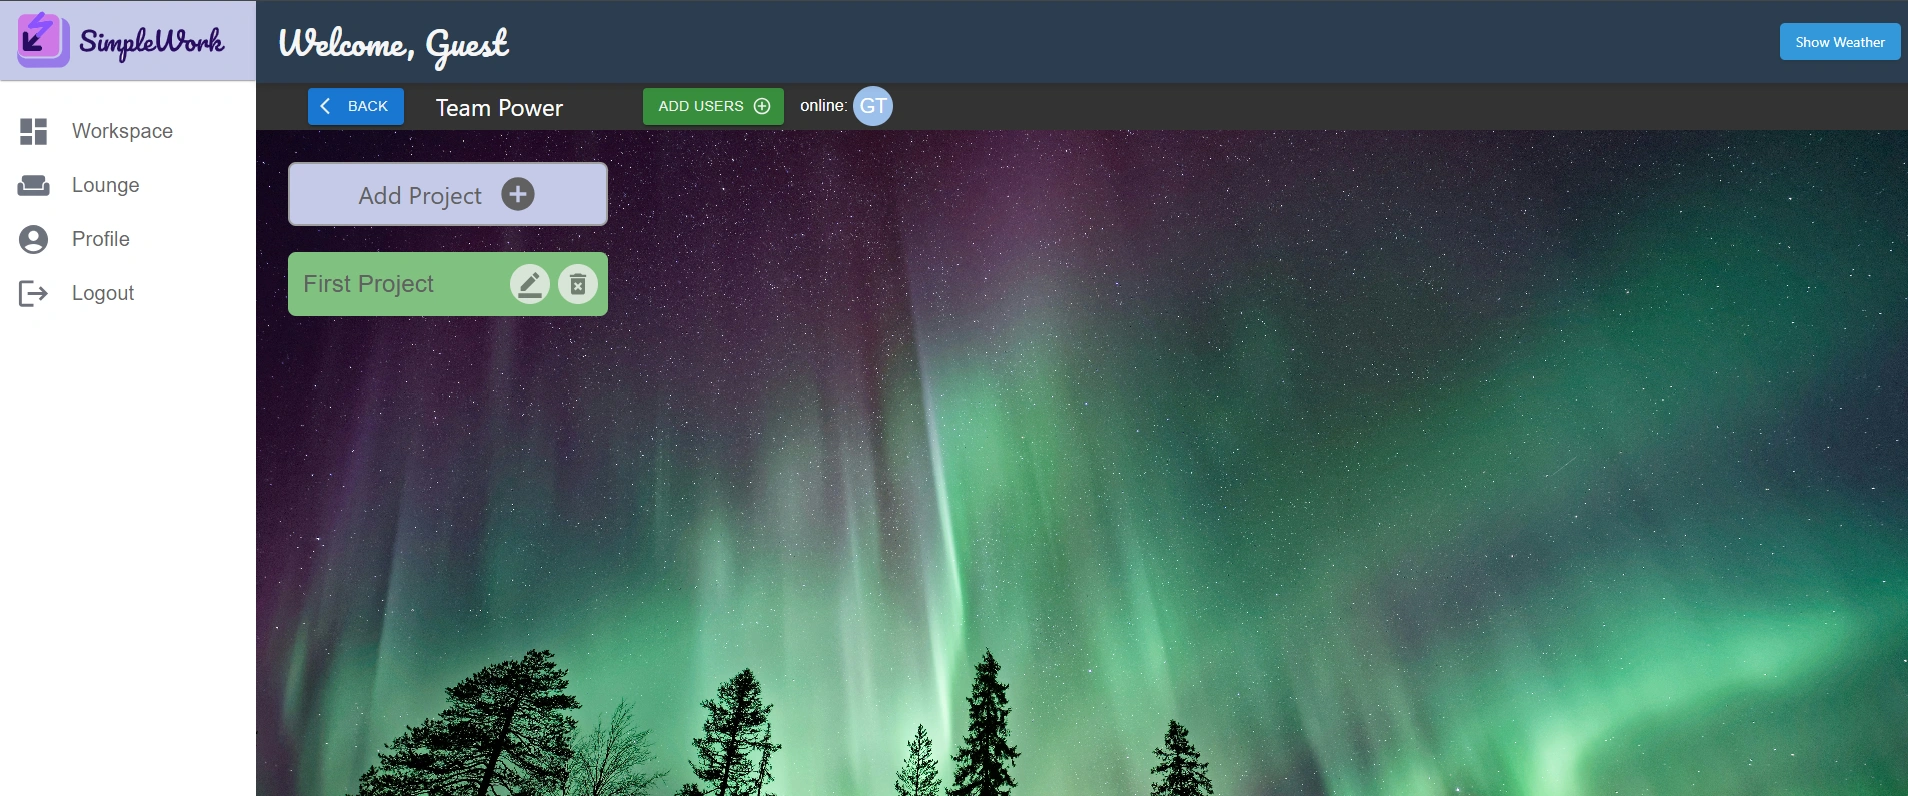 SimpleWork
Welcome, Guest
Show Weather
BACK
Team Power
ADD USERS
online: GT
Workspace
Lounge
Profile
Logout
Add Project
First Project